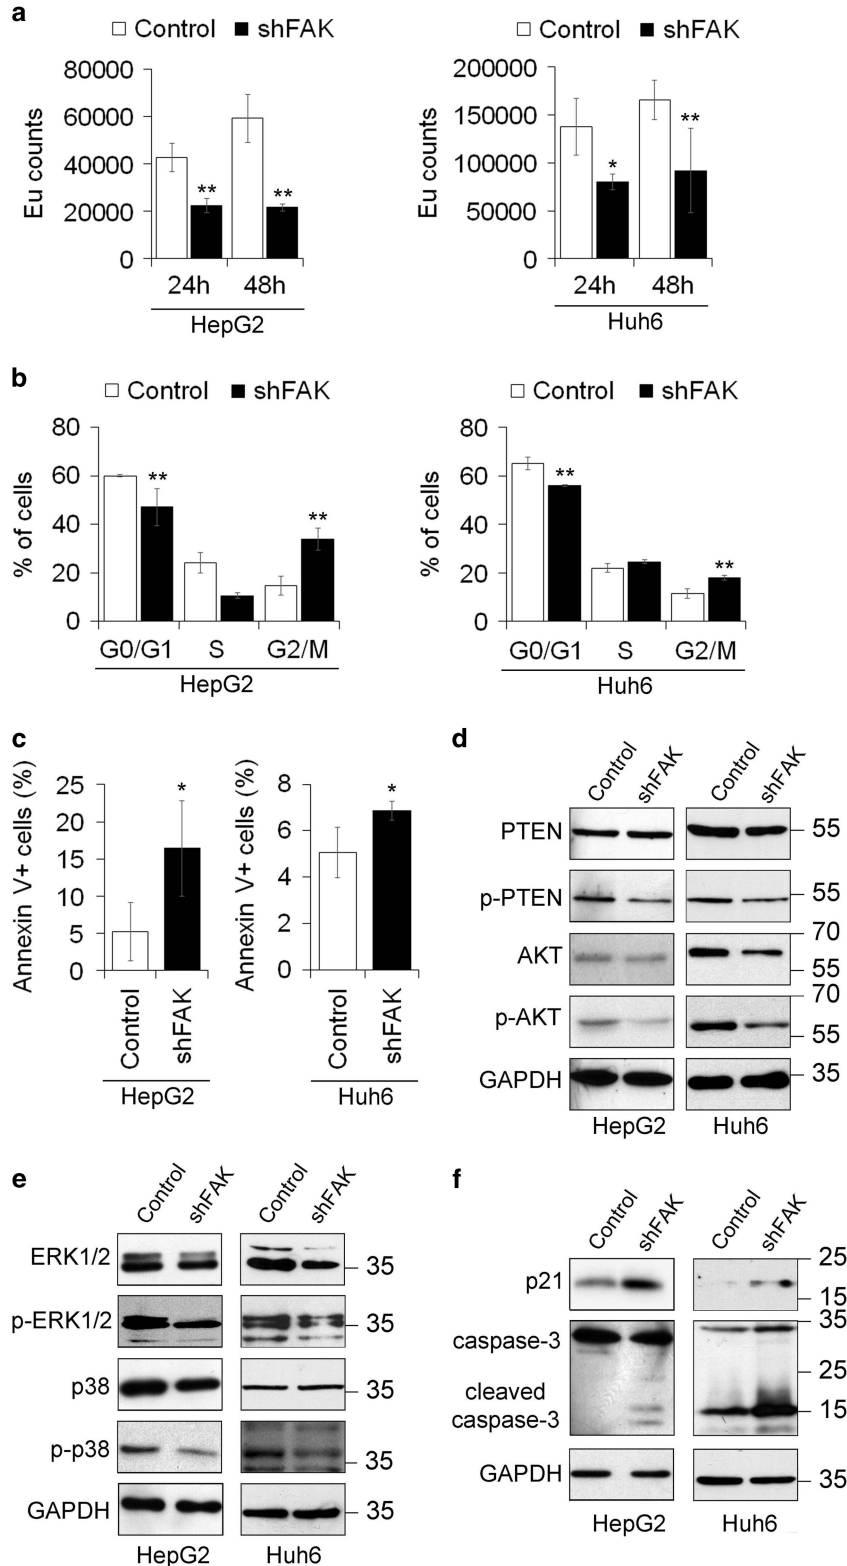 a
Control shFAK
Eu counts
80000
60000
40000
20000
0
** **
24h 48h
HepG2
Control shFAK
Eu counts
200000
150000
100000
50000
0
* **
24h 48h
Huh6
b
Control shFAK
% of cells
80
60
40
20
0
** **
G0/G1 S G2/M
HepG2
Control shFAK
% of cells
80
60
40
20
0
** **
G0/G1 S G2/M
Huh6
c
Annexin V+ cells (%)
25
20
15
10
5
0
*
Control shFAK
HepG2
Annexin V+ cells (%)
8
6
4
2
0
*
Control shFAK
Huh6
d
Control shFAK Control shFAK
PTEN 55
p-PTEN 55
70
AKT
55
70
p-AKT
55
GAPDH 35
HepG2 Huh6
e
Control shFAK Control shFAK
ERK1/2 35
p-ERK1/2 35
p38 35
p-p38 35
GAPDH 35
HepG2 Huh6
f
Control shFAK Control shFAK
25
p21
15
35
caspase-3
25
cleaved
caspase-3 15
GAPDH 35
HepG2 Huh6